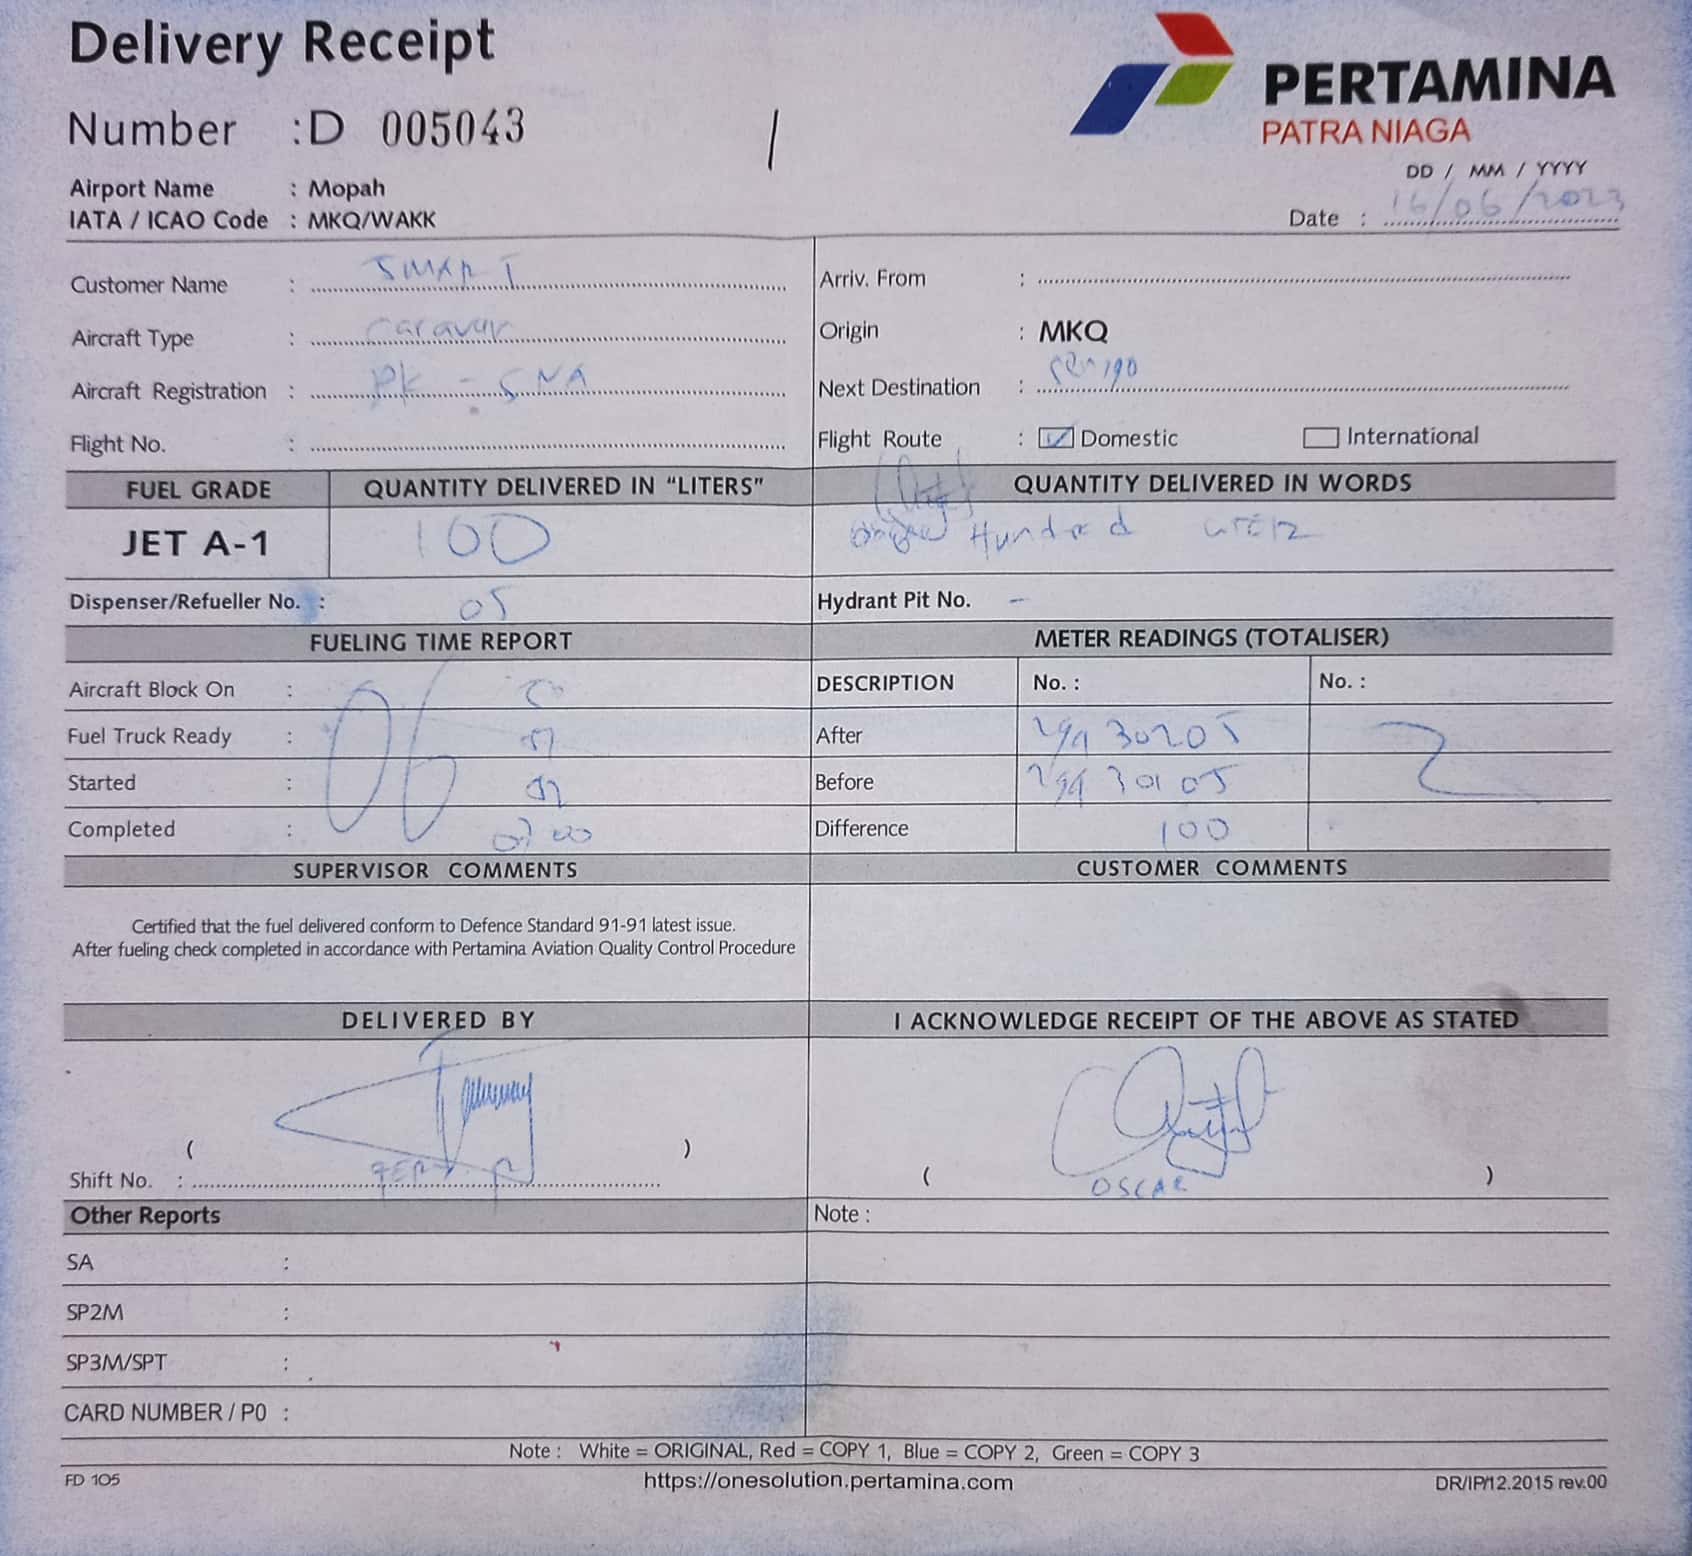 Delivery Receipt
PERTAMINA
PATRA NIAGA
Number : D 005043
/
DD / MM / YYYY
Airport Name : Mopah
IATA / ICAO Code : MKQ/WAKK
Date : 16/06/2023
Customer Name : SMART
Arriv. From :
Aircraft Type : caravan
Origin : MKQ
Aircraft Registration : PK - SNA
Next Destination :
Flight No. :
Flight Route : Domestic International
FUEL GRADE QUANTITY DELIVERED IN "LITERS" QUANTITY DELIVERED IN WORDS
JET A-1 100 Hundred LITER
Dispenser/Refueller No. : 05 Hydrant Pit No. -
FUELING TIME REPORT METER READINGS (TOTALISER)
Aircraft Block On : DESCRIPTION No. : No. :
06
Fuel Truck Ready : After 29930205
Started : Before 29930105
Completed : Difference 100
SUPERVISOR COMMENTS CUSTOMER COMMENTS
Certified that the fuel delivered conform to Defence Standard 91-91 latest issue.
After fueling check completed in accordance with Pertamina Aviation Quality Control Procedure
DELIVERED BY I ACKNOWLEDGE RECEIPT OF THE ABOVE AS STATED
( ) ( )
Shift No. : OSCAR
Other Reports Note :
SA :
SP2M :
SP3M/SPT :
CARD NUMBER / P0 :
Note : White = ORIGINAL, Red = COPY 1, Blue = COPY 2, Green = COPY 3
FD 105 https://onesolution.pertamina.com DR/IP/12.2015 rev.00